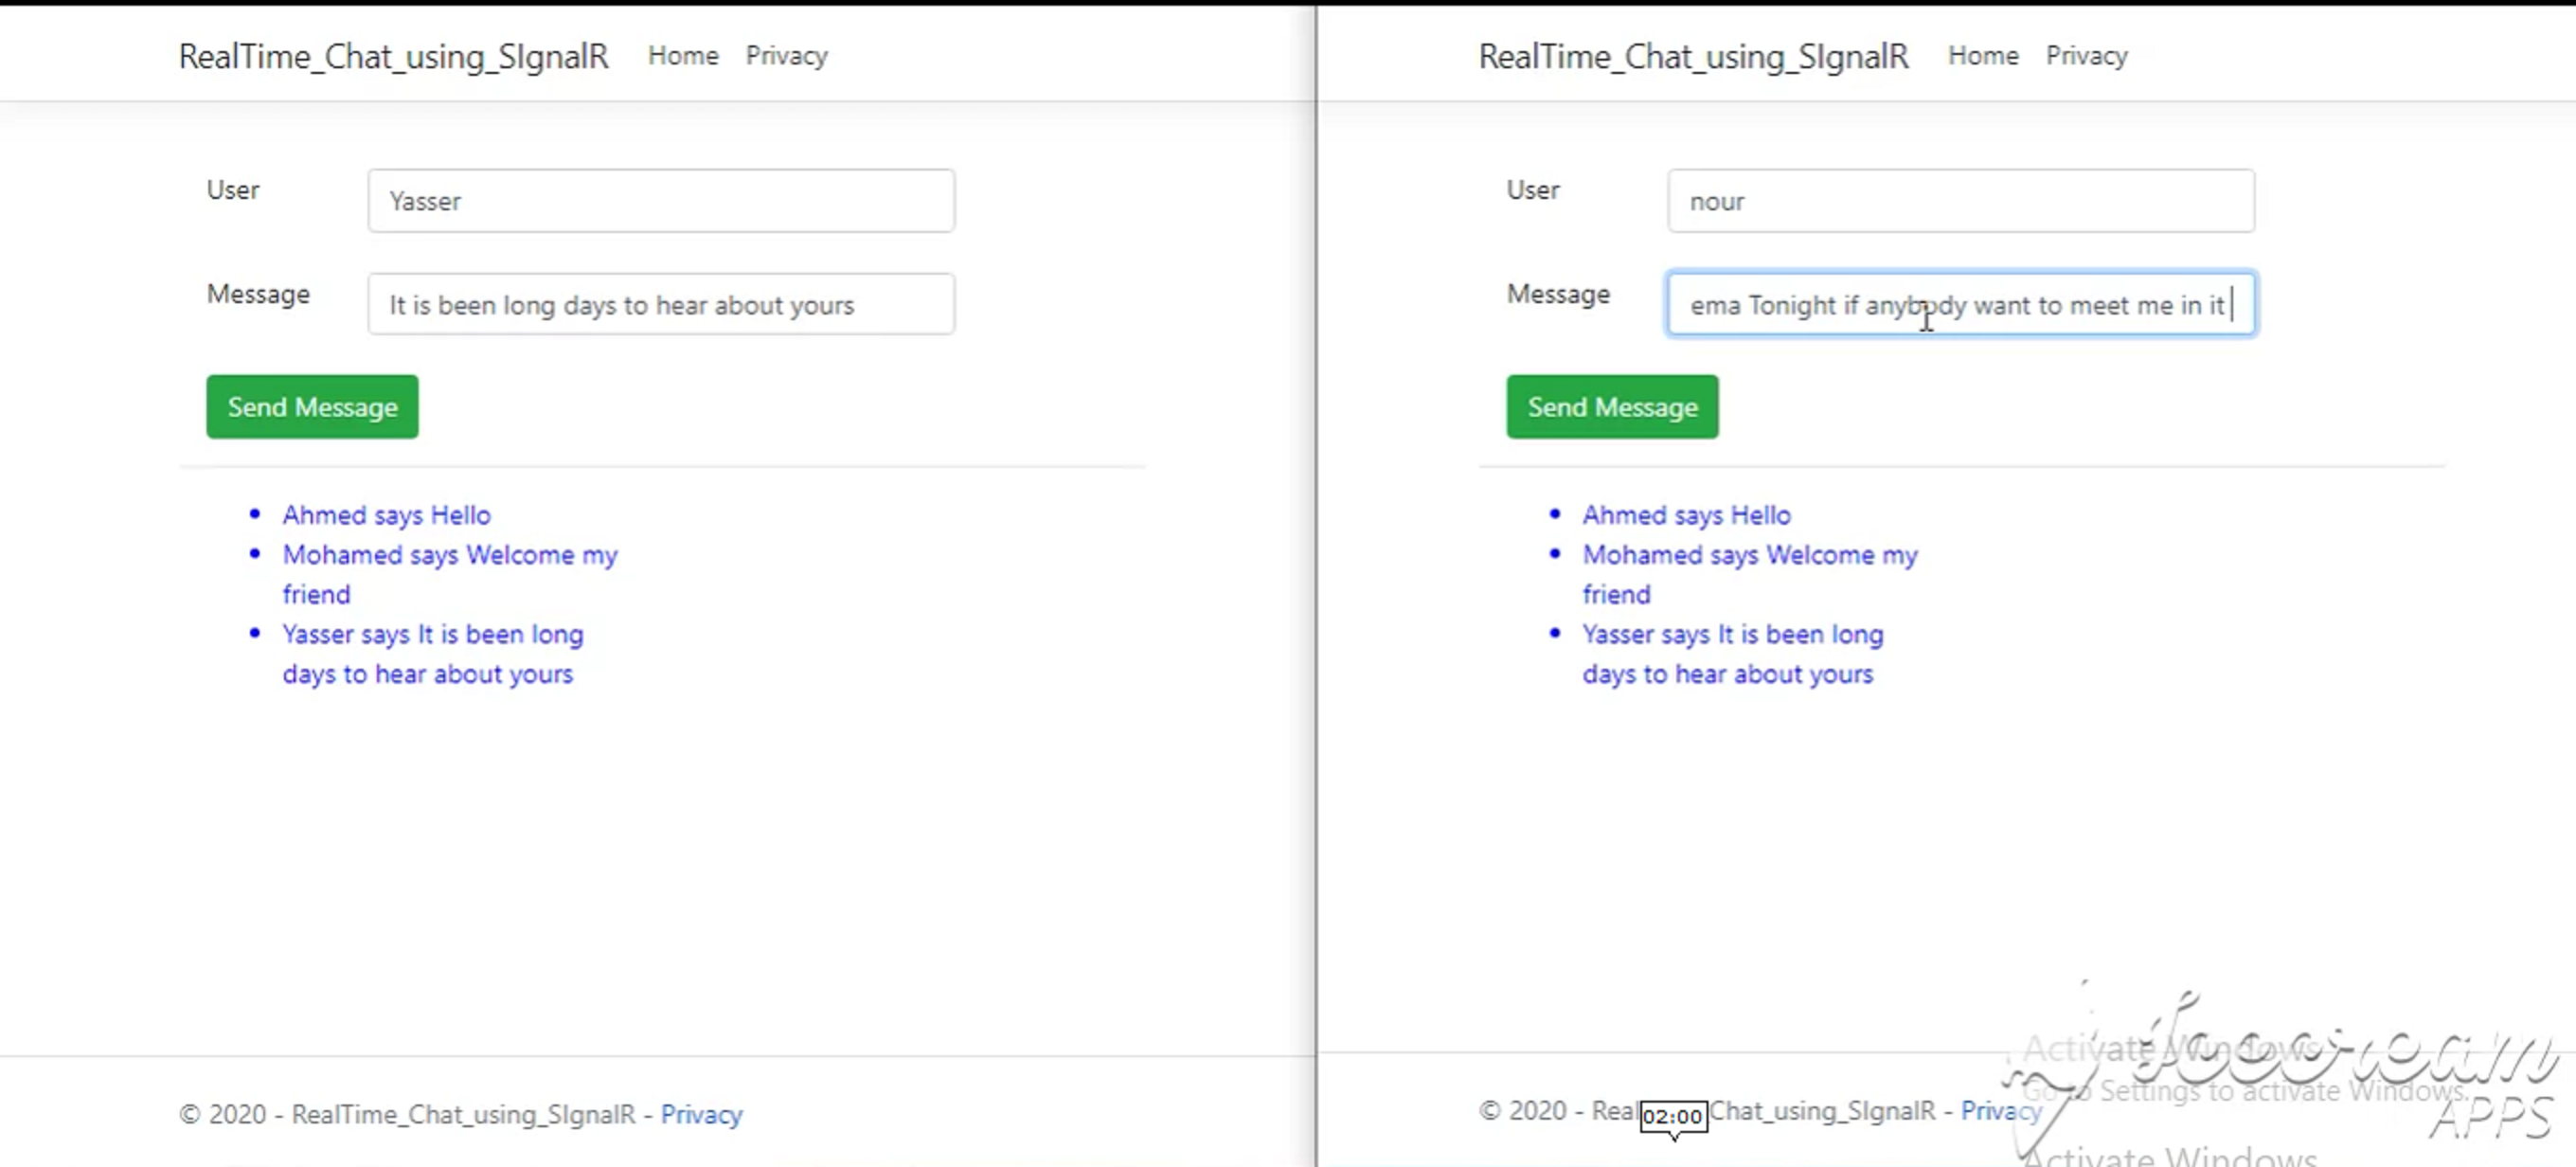 RealTime_Chat_using_SIgnalR Home Privacy
User
Yasser
Message
It is been long days to hear about yours
Send Message
Ahmed says Hello
Mohamed says Welcome my
friend
Yasser says It is been long
days to hear about yours
© 2020 - RealTime_Chat_using_SIgnalR - Privacy
RealTime_Chat_using_SIgnalR Home Privacy
User
nour
Message
ema Tonight if anybody want to meet me in it
Send Message
Ahmed says Hello
Mohamed says Welcome my
friend
Yasser says It is been long
days to hear about yours
© 2020 - Real Chat_using_SIgnalR - Privacy
02:00
Activate Windows
Go to Settings to activate Windows.
APPS
Activate Windows